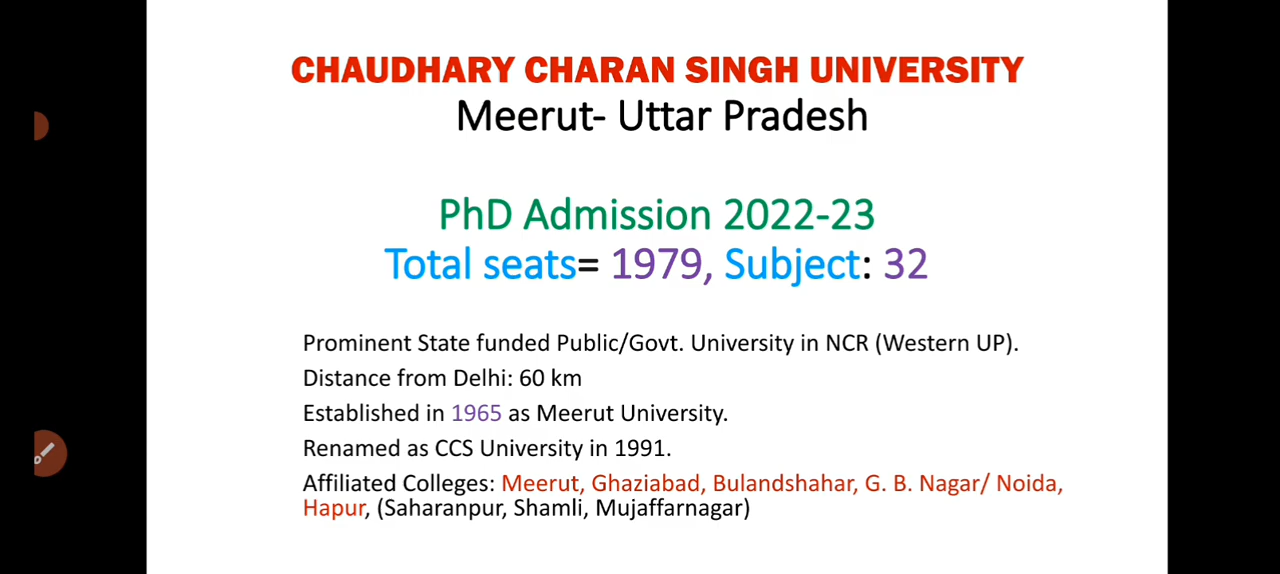 CHAUDHARY CHARAN SINGH UNIVERSITY
Meerut- Uttar Pradesh
PhD Admission 2022-23
Total seats= 1979, Subject: 32
Prominent State funded Public/Govt. University in NCR (Western UP).
Distance from Delhi: 60 km
Established in 1965 as Meerut University.
Renamed as CCS University in 1991.
Affiliated Colleges: Meerut, Ghaziabad, Bulandshahar, G. B. Nagar/ Noida,
Hapur, (Saharanpur, Shamli, Mujaffarnagar)